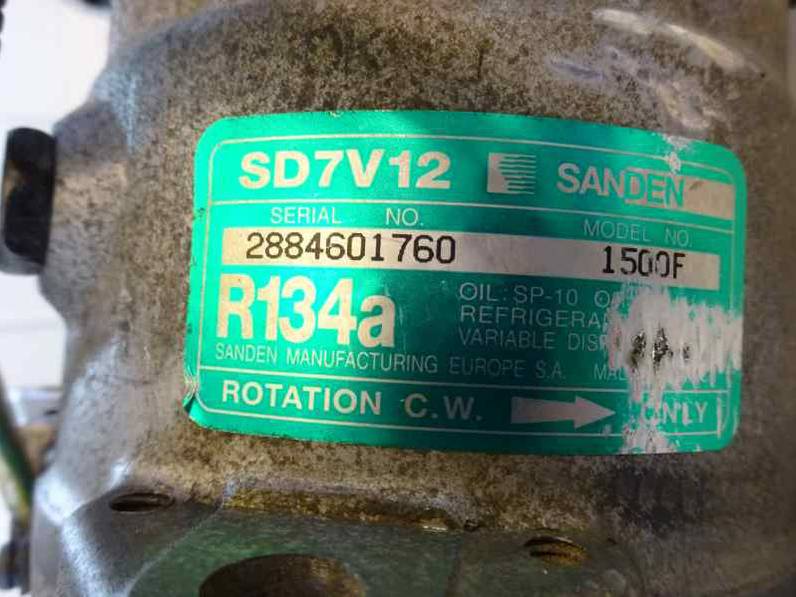 SD7V12 SANDEN
SERIAL NO. MODEL NO.
2884601760 1500F
R134a
OIL: SP-10
REFRIGERA
VARIABLE DISP
SANDEN MANUFACTURING EUROPE S.A.
ROTATION C.W. ONLY